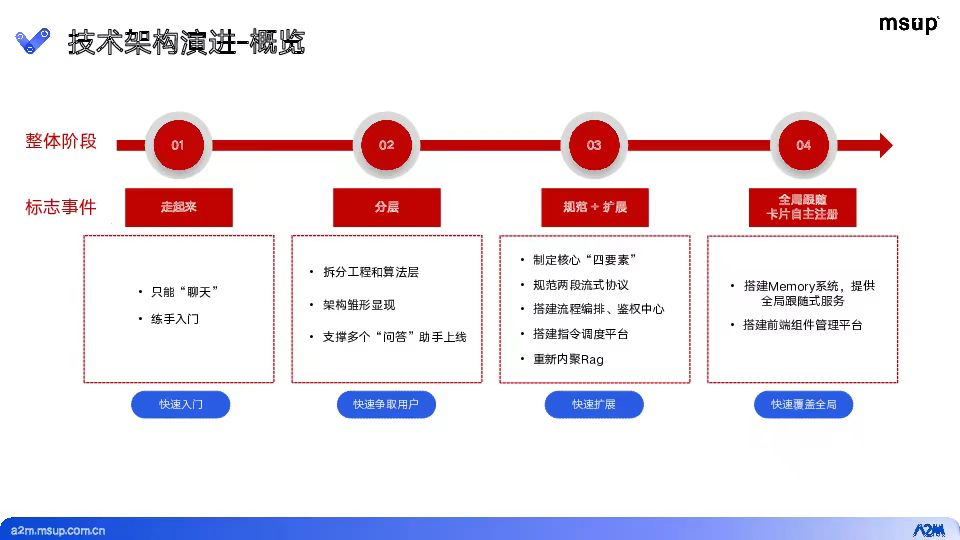 msup
技术架构演进-概览
整体阶段
01
02
03
04
标志事件
走起来
分层
规范 + 扩展
全局跟随
卡片自主注册
• 只能“聊天”
• 练手入门
• 拆分工程和算法层
• 架构雏形显现
• 支撑多个“问答”助手上线
• 制定核心“四要素”
• 规范两段流式协议
• 搭建流程编排、鉴权中心
• 搭建指令调度平台
• 重新内聚Rag
• 搭建Memory系统，提供
全局跟随式服务
• 搭建前端组件管理平台
快速入门
快速争取用户
快速扩展
快速覆盖全局
a2m.msup.com.cn
A2M